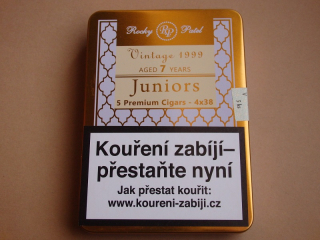 Rocky Patel
RP
Vintage 1999
AGED 7 YEARS
Juniors
5 Premium Cigars - 4x38
Kouření zabíjí–
přestaňte nyní
Jak přestat kouřit:
www.koureni-zabiji.cz